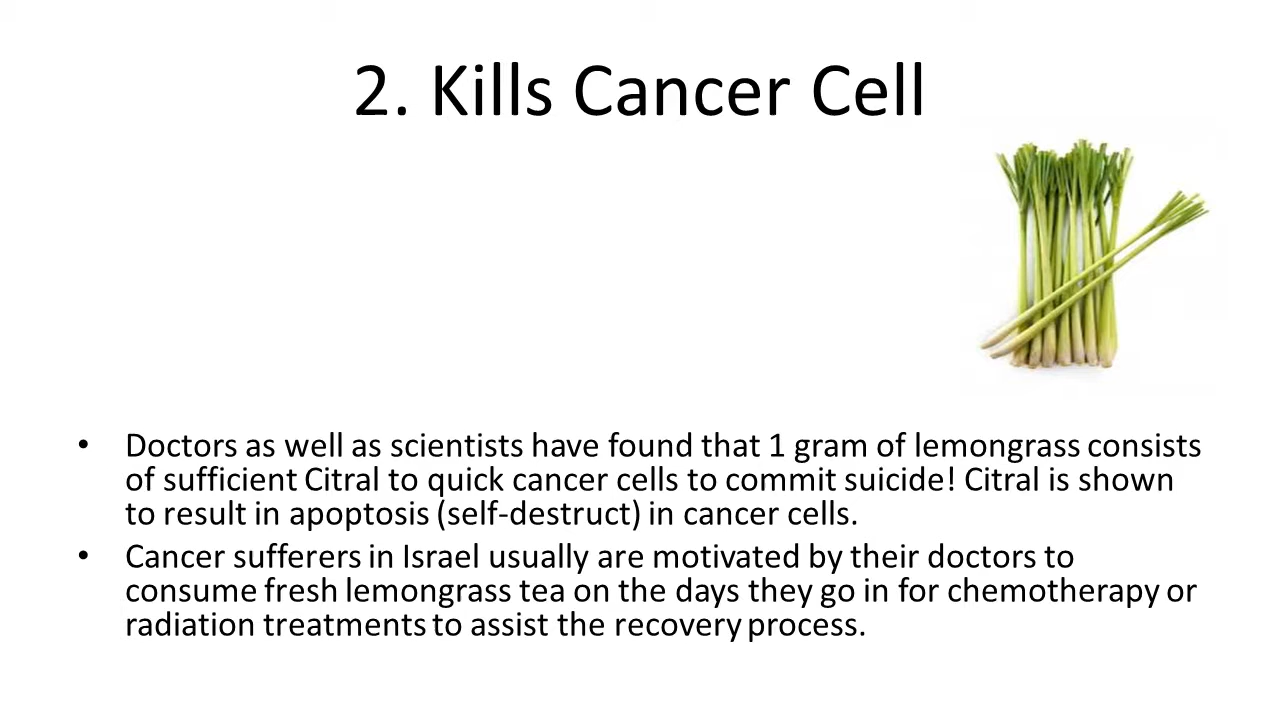 2. Kills Cancer Cell
• Doctors as well as scientists have found that 1 gram of lemongrass consists
of sufficient Citral to quick cancer cells to commit suicide! Citral is shown
to result in apoptosis (self-destruct) in cancer cells.
• Cancer sufferers in Israel usually are motivated by their doctors to
consume fresh lemongrass tea on the days they go in for chemotherapy or
radiation treatments to assist the recovery process.